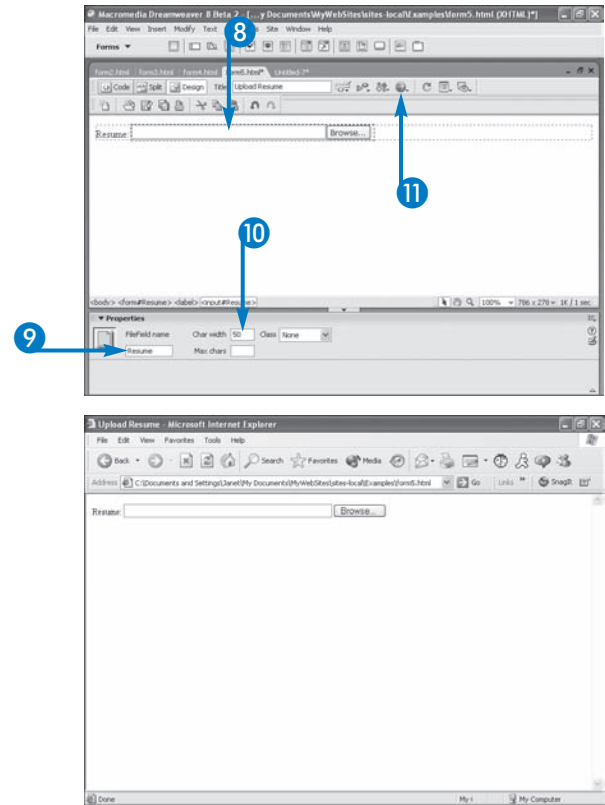 Macromedia Dreamweaver 8 Beta 2 - [...y Documents\MyWebSites\sites-local\Examples\form5.html (XHTML)*]
File Edit View Insert Modify Text Site Window Help
Forms
8
form2.html form3.html form4.html form5.html* Untitled-7*
Code Split Design Title: Upload Resume
Resume: Browse...
11
10
<body> <form#Resume> <label> <input#Resume> 100% 706 x 270 1K / 1 sec
Properties
FileField name Char width 50 Class None
9
Resume Max chars
Upload Resume - Microsoft Internet Explorer
File Edit View Favorites Tools Help
Back Search Favorites Media
Address C:\Documents and Settings\Janet\My Documents\MyWebSites\sites-local\Examples\form5.html Go Links SnagIt
Resume: Browse...
Done My Computer